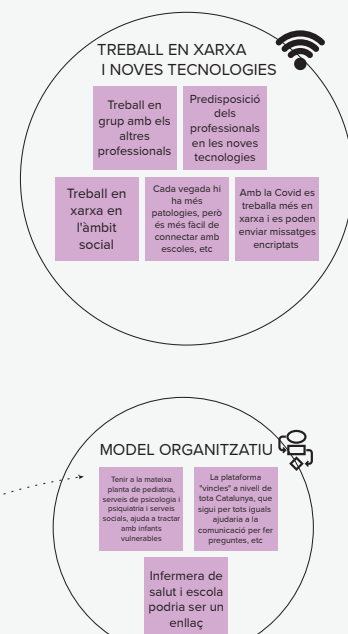 TREBALL EN XARXA
I NOVES TECNOLOGIES
Treball en
grup amb els
altres
professionals
Predisposició
dels
professionals
en les noves
tecnologies
Treball en
xarxa en
l'àmbit
social
Cada vegada hi
ha més
patologies, però
és més fàcil de
connectar amb
escoles, etc
Amb la Covid es
treballa més en
xarxa i es poden
enviar missatges
encriptats
MODEL ORGANITZATIU
Tenir a la mateixa
planta de pediatria,
serveis de psicologia i
psiquiatria i serveis
socials, ajuda a tractar
amb infants
vulnerables
La plataforma
"vincles" a nivell de
tota Catalunya, que
sigui per tots iguals
ajudaria a la
comunicació per fer
preguntes, etc
Infermera de
salut i escola
podria ser un
enllaç